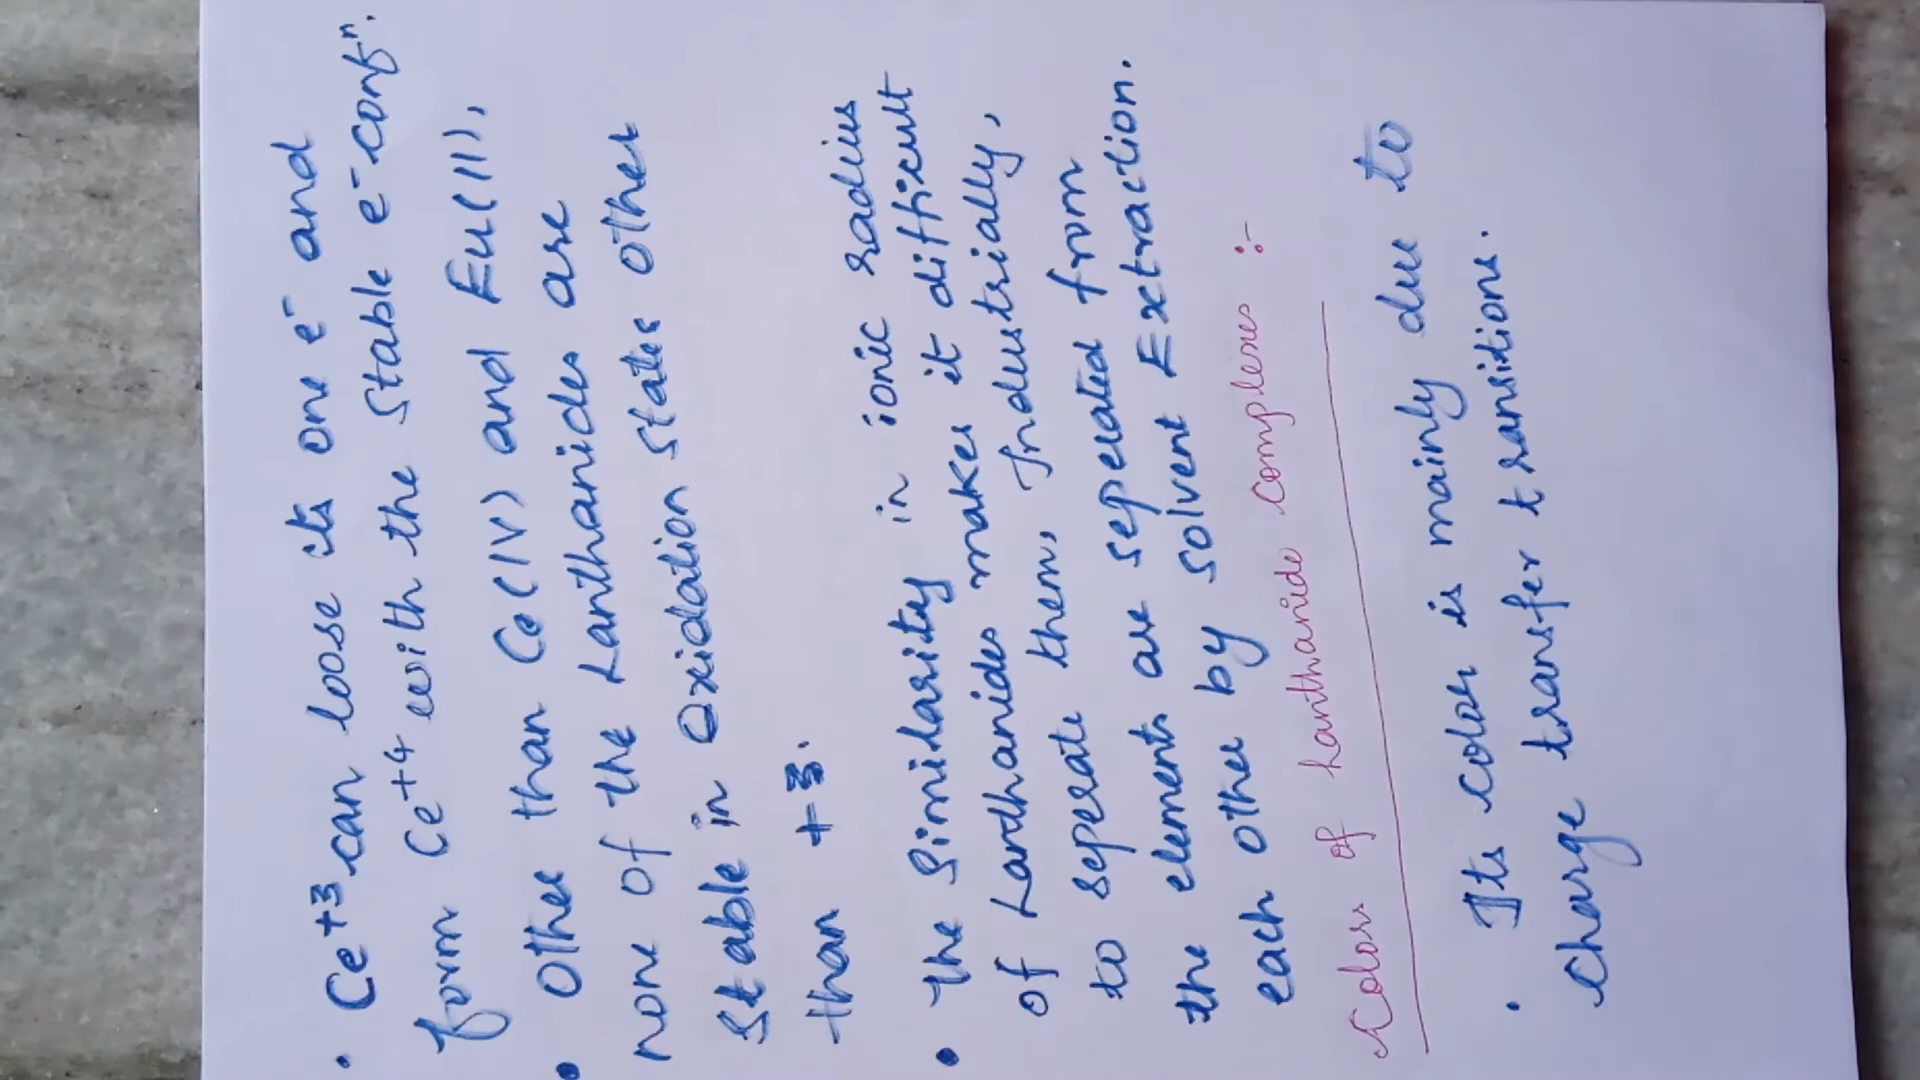 • Ce+3 can loose its one e- and
form Ce+4 with the stable e- confn.
• Other than Ce(IV) and Eu(II),
none of the Lanthanides are
stable in Oxidation states other
than +3.
• The Similarity in ionic radius
of Lanthanides makes it difficult
to seperate them, Industrially,
the elements are seperated from
each other by solvent Extraction.
Colors of Lanthanide complexes :-
• Its color is mainly due to
charge transfer transitions.